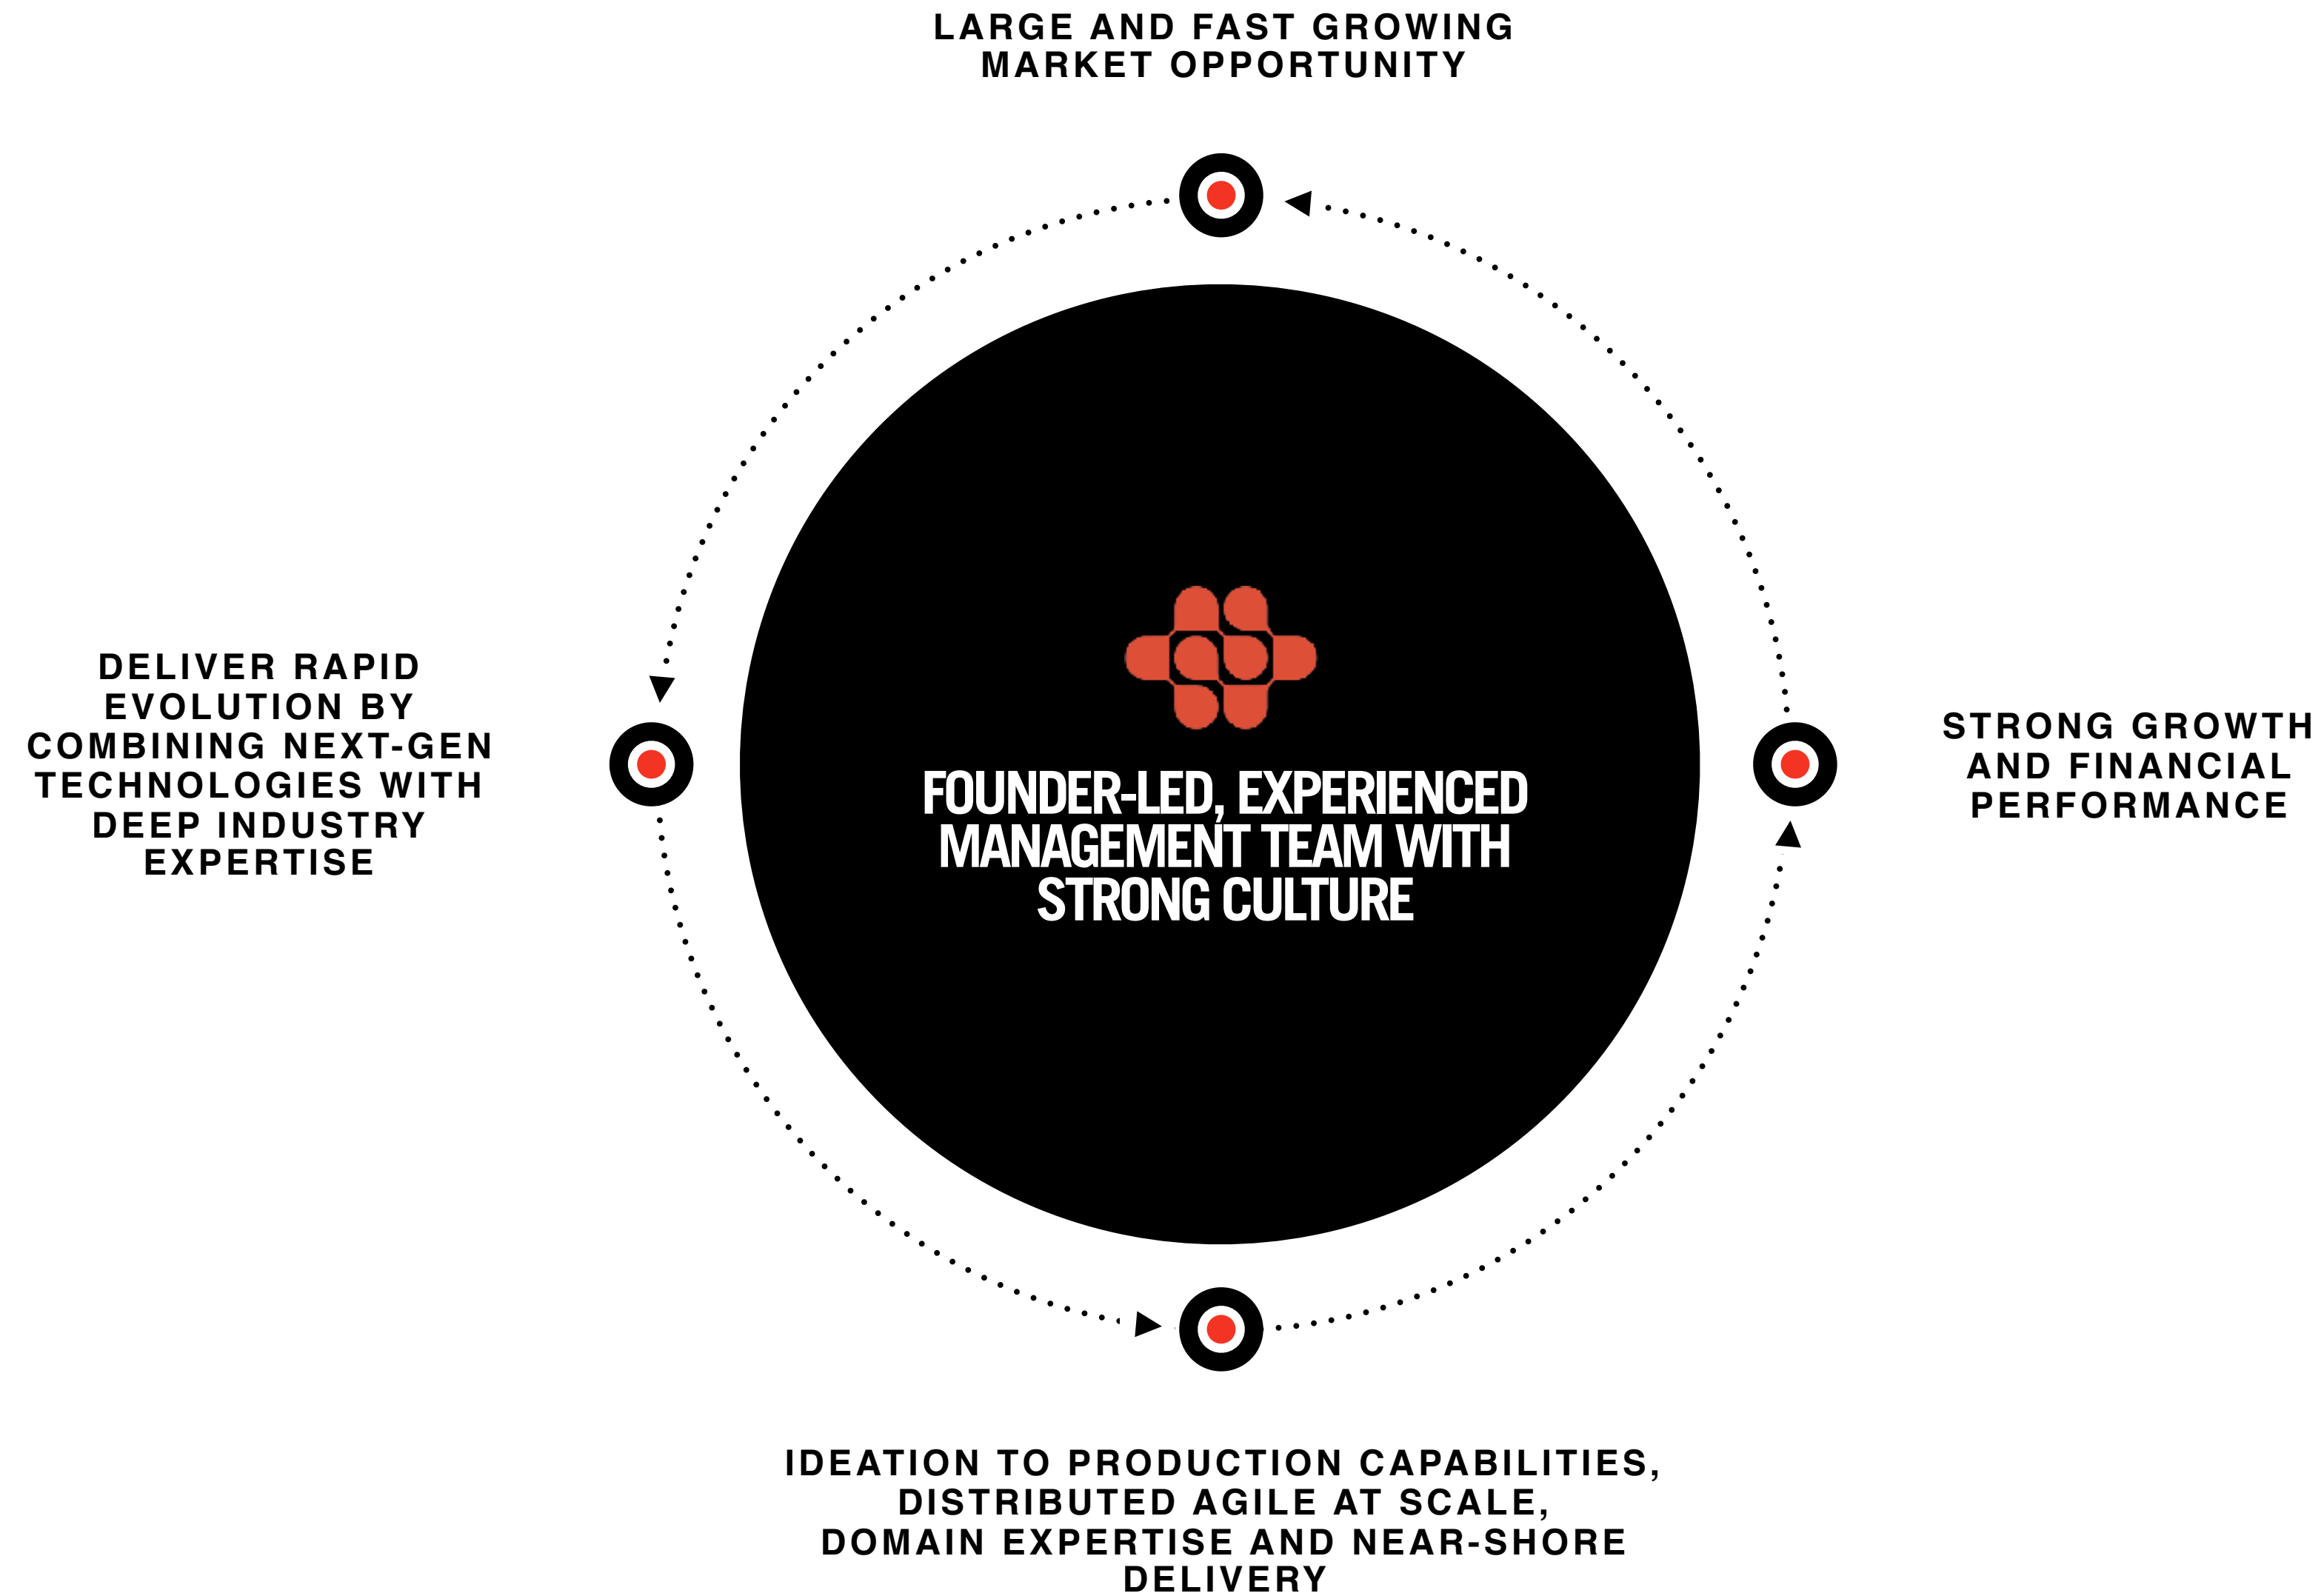 LARGE AND FAST GROWING
MARKET OPPORTUNITY
DELIVER RAPID
EVOLUTION BY
COMBINING NEXT-GEN
TECHNOLOGIES WITH
DEEP INDUSTRY
EXPERTISE
FOUNDER-LED, EXPERIENCED
MANAGEMENT TEAM WITH
STRONG CULTURE
STRONG GROWTH
AND FINANCIAL
PERFORMANCE
IDEATION TO PRODUCTION CAPABILITIES,
DISTRIBUTED AGILE AT SCALE,
DOMAIN EXPERTISE AND NEAR-SHORE
DELIVERY